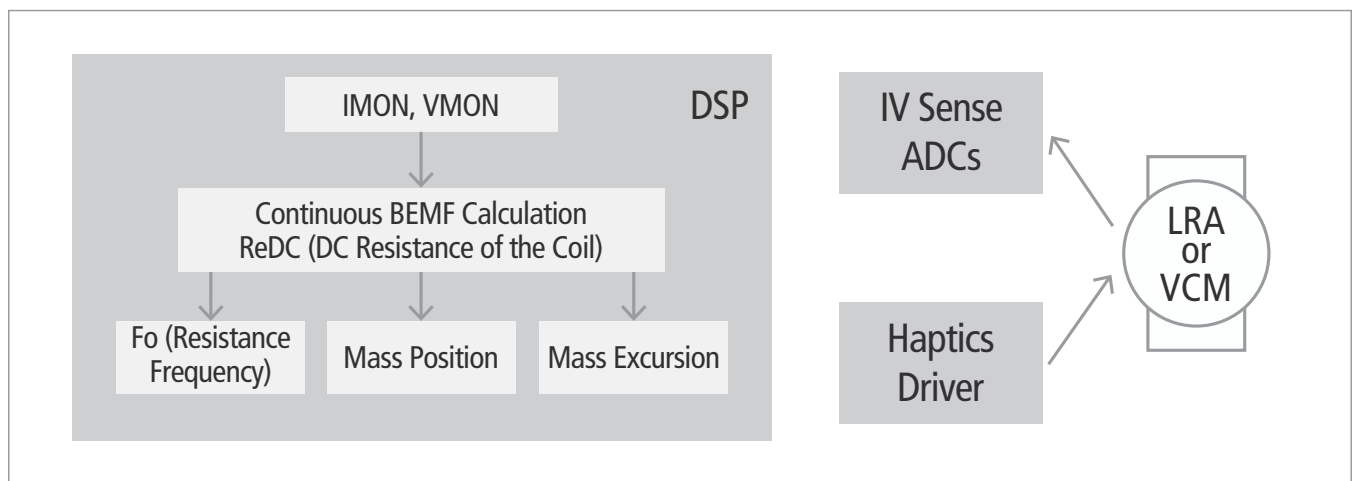 DSP
IMON, VMON
Continuous BEMF Calculation
ReDC (DC Resistance of the Coil)
Fo (Resistance
Frequency)
Mass Position
Mass Excursion
IV Sense
ADCs
Haptics
Driver
LRA
or
VCM